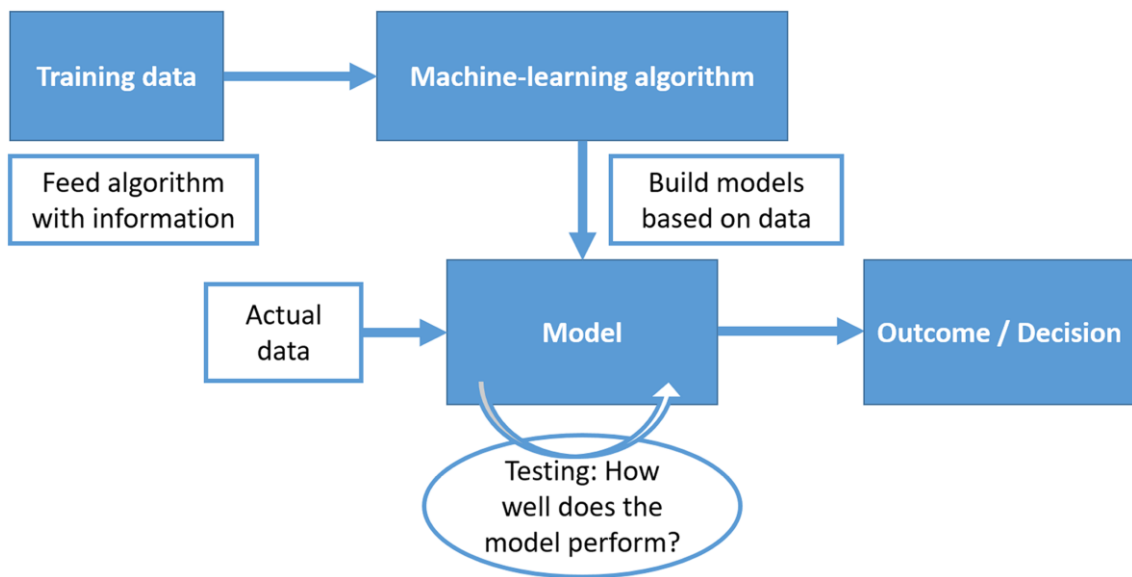 Training data
Machine-learning algorithm
Feed algorithm
with information
Build models
based on data
Actual
data
Model
Outcome / Decision
Testing: How
well does the
model perform?